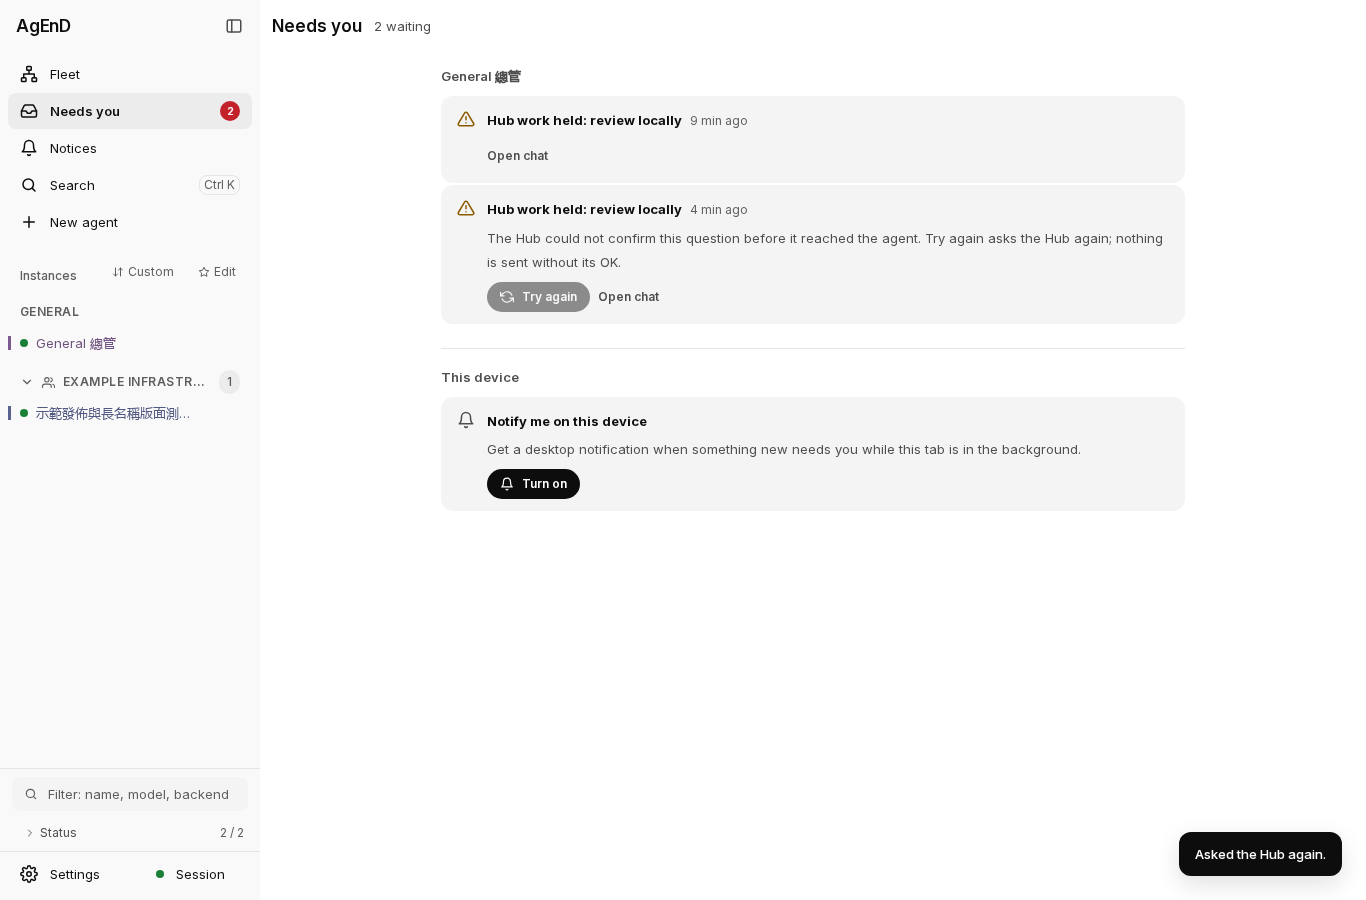 AgEnD
Fleet
Needs you 2
Notices
Search Ctrl K
New agent
Instances Custom Edit
GENERAL
General 總管
EXAMPLE INFRASTR... 1
示範發佈與長名稱版面測...
Filter: name, model, backend
Status 2 / 2
Settings Session
Needs you 2 waiting
General 總管
Hub work held: review locally 9 min ago
Open chat
Hub work held: review locally 4 min ago
The Hub could not confirm this question before it reached the agent. Try again asks the Hub again; nothing
is sent without its OK.
Try again Open chat
This device
Notify me on this device
Get a desktop notification when something new needs you while this tab is in the background.
Turn on
Asked the Hub again.